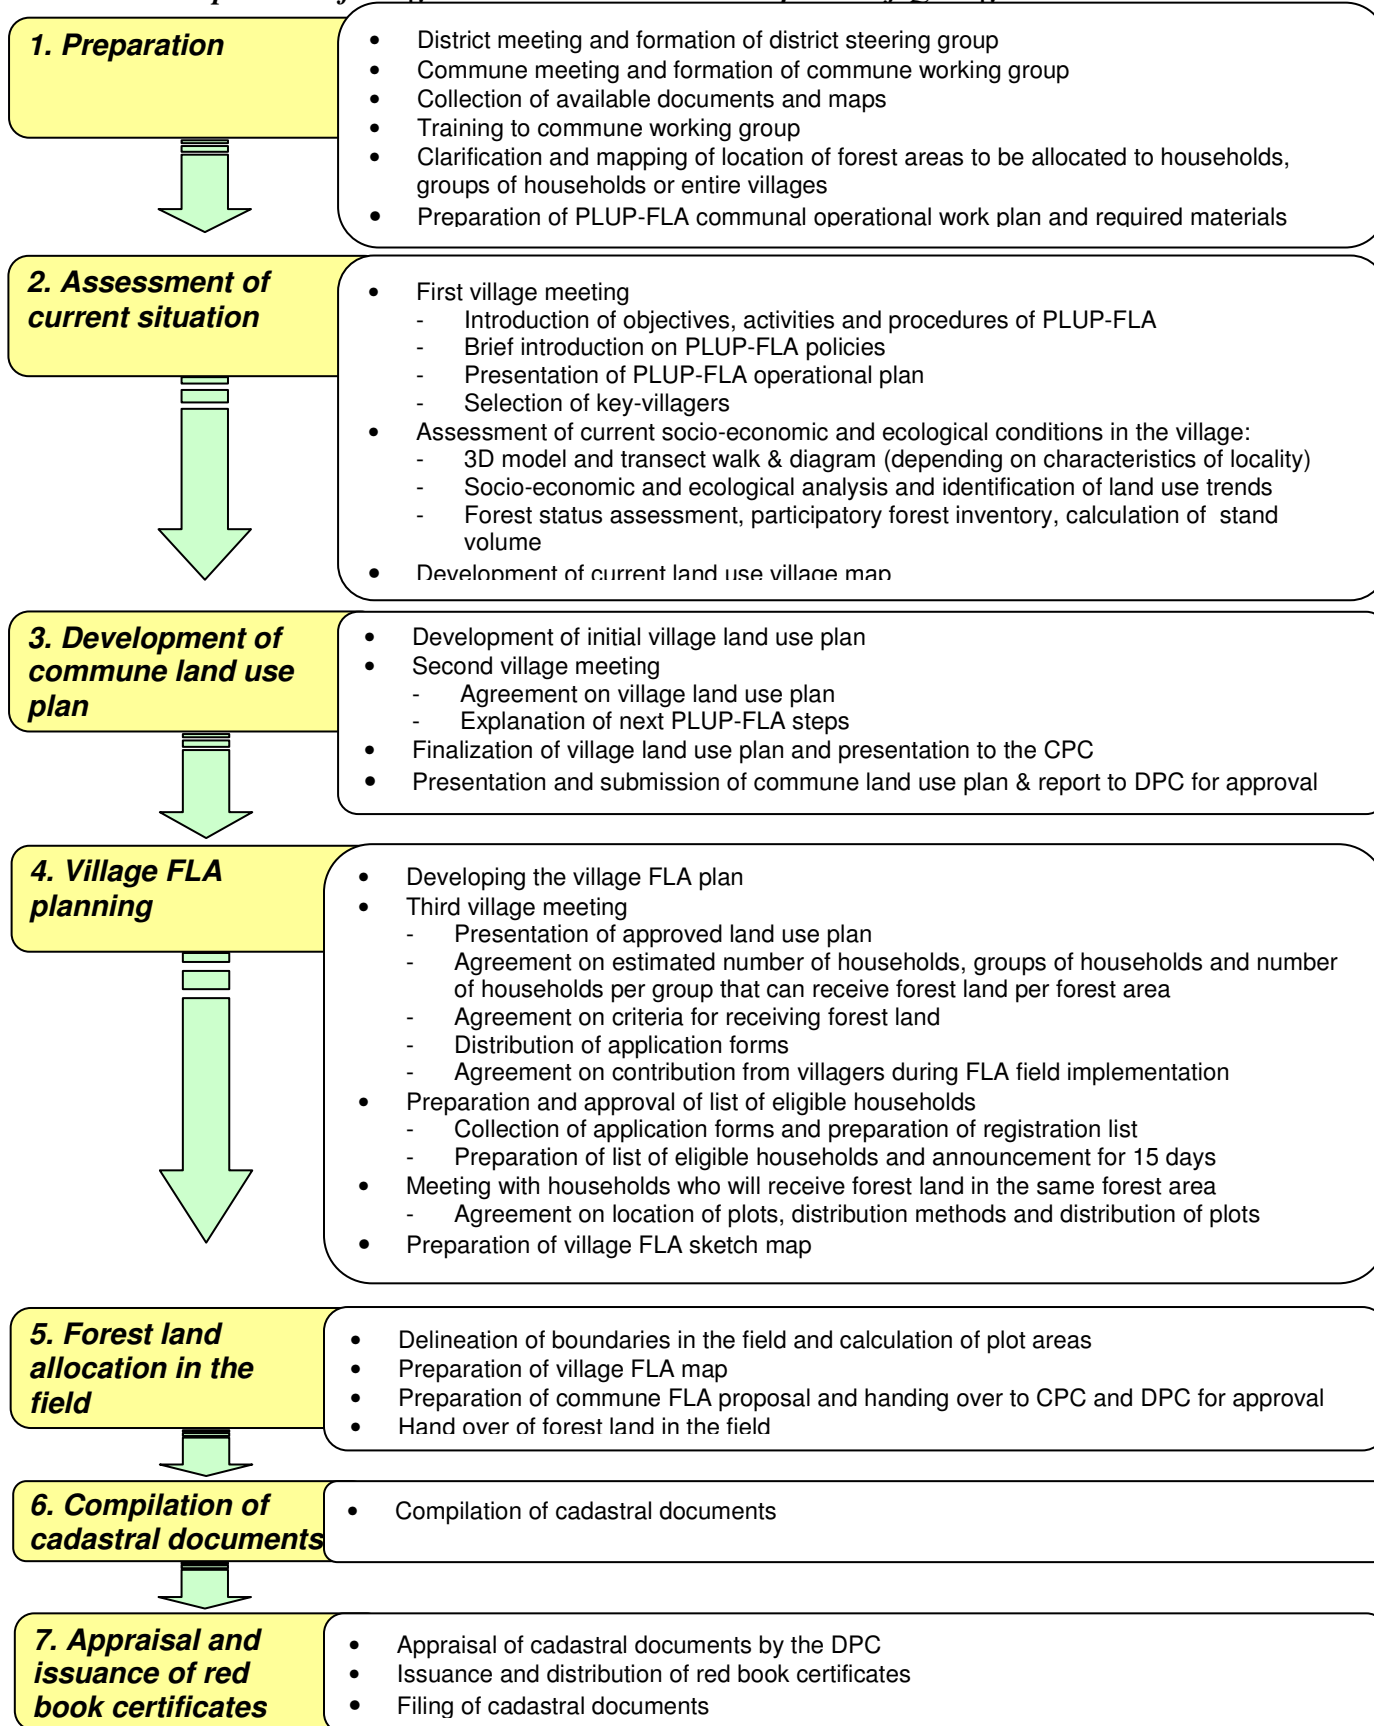 1. Preparation
• District meeting and formation of district steering group
• Commune meeting and formation of commune working group
• Collection of available documents and maps
• Training to commune working group
• Clarification and mapping of location of forest areas to be allocated to households,
groups of households or entire villages
• Preparation of PLUP-FLA communal operational work plan and required materials
2. Assessment of
current situation
• First village meeting
- Introduction of objectives, activities and procedures of PLUP-FLA
- Brief introduction on PLUP-FLA policies
- Presentation of PLUP-FLA operational plan
- Selection of key-villagers
• Assessment of current socio-economic and ecological conditions in the village:
- 3D model and transect walk & diagram (depending on characteristics of locality)
- Socio-economic and ecological analysis and identification of land use trends
- Forest status assessment, participatory forest inventory, calculation of stand
volume
• Development of current land use village map
3. Development of
commune land use
plan
• Development of initial village land use plan
• Second village meeting
- Agreement on village land use plan
- Explanation of next PLUP-FLA steps
• Finalization of village land use plan and presentation to the CPC
• Presentation and submission of commune land use plan & report to DPC for approval
4. Village FLA
planning
• Developing the village FLA plan
• Third village meeting
- Presentation of approved land use plan
- Agreement on estimated number of households, groups of households and number
of households per group that can receive forest land per forest area
- Agreement on criteria for receiving forest land
- Distribution of application forms
- Agreement on contribution from villagers during FLA field implementation
• Preparation and approval of list of eligible households
- Collection of application forms and preparation of registration list
- Preparation of list of eligible households and announcement for 15 days
• Meeting with households who will receive forest land in the same forest area
- Agreement on location of plots, distribution methods and distribution of plots
• Preparation of village FLA sketch map
5. Forest land
allocation in the
field
• Delineation of boundaries in the field and calculation of plot areas
• Preparation of village FLA map
• Preparation of commune FLA proposal and handing over to CPC and DPC for approval
• Hand over of forest land in the field
6. Compilation of
cadastral documents
• Compilation of cadastral documents
7. Appraisal and
issuance of red
book certificates
• Appraisal of cadastral documents by the DPC
• Issuance and distribution of red book certificates
• Filing of cadastral documents